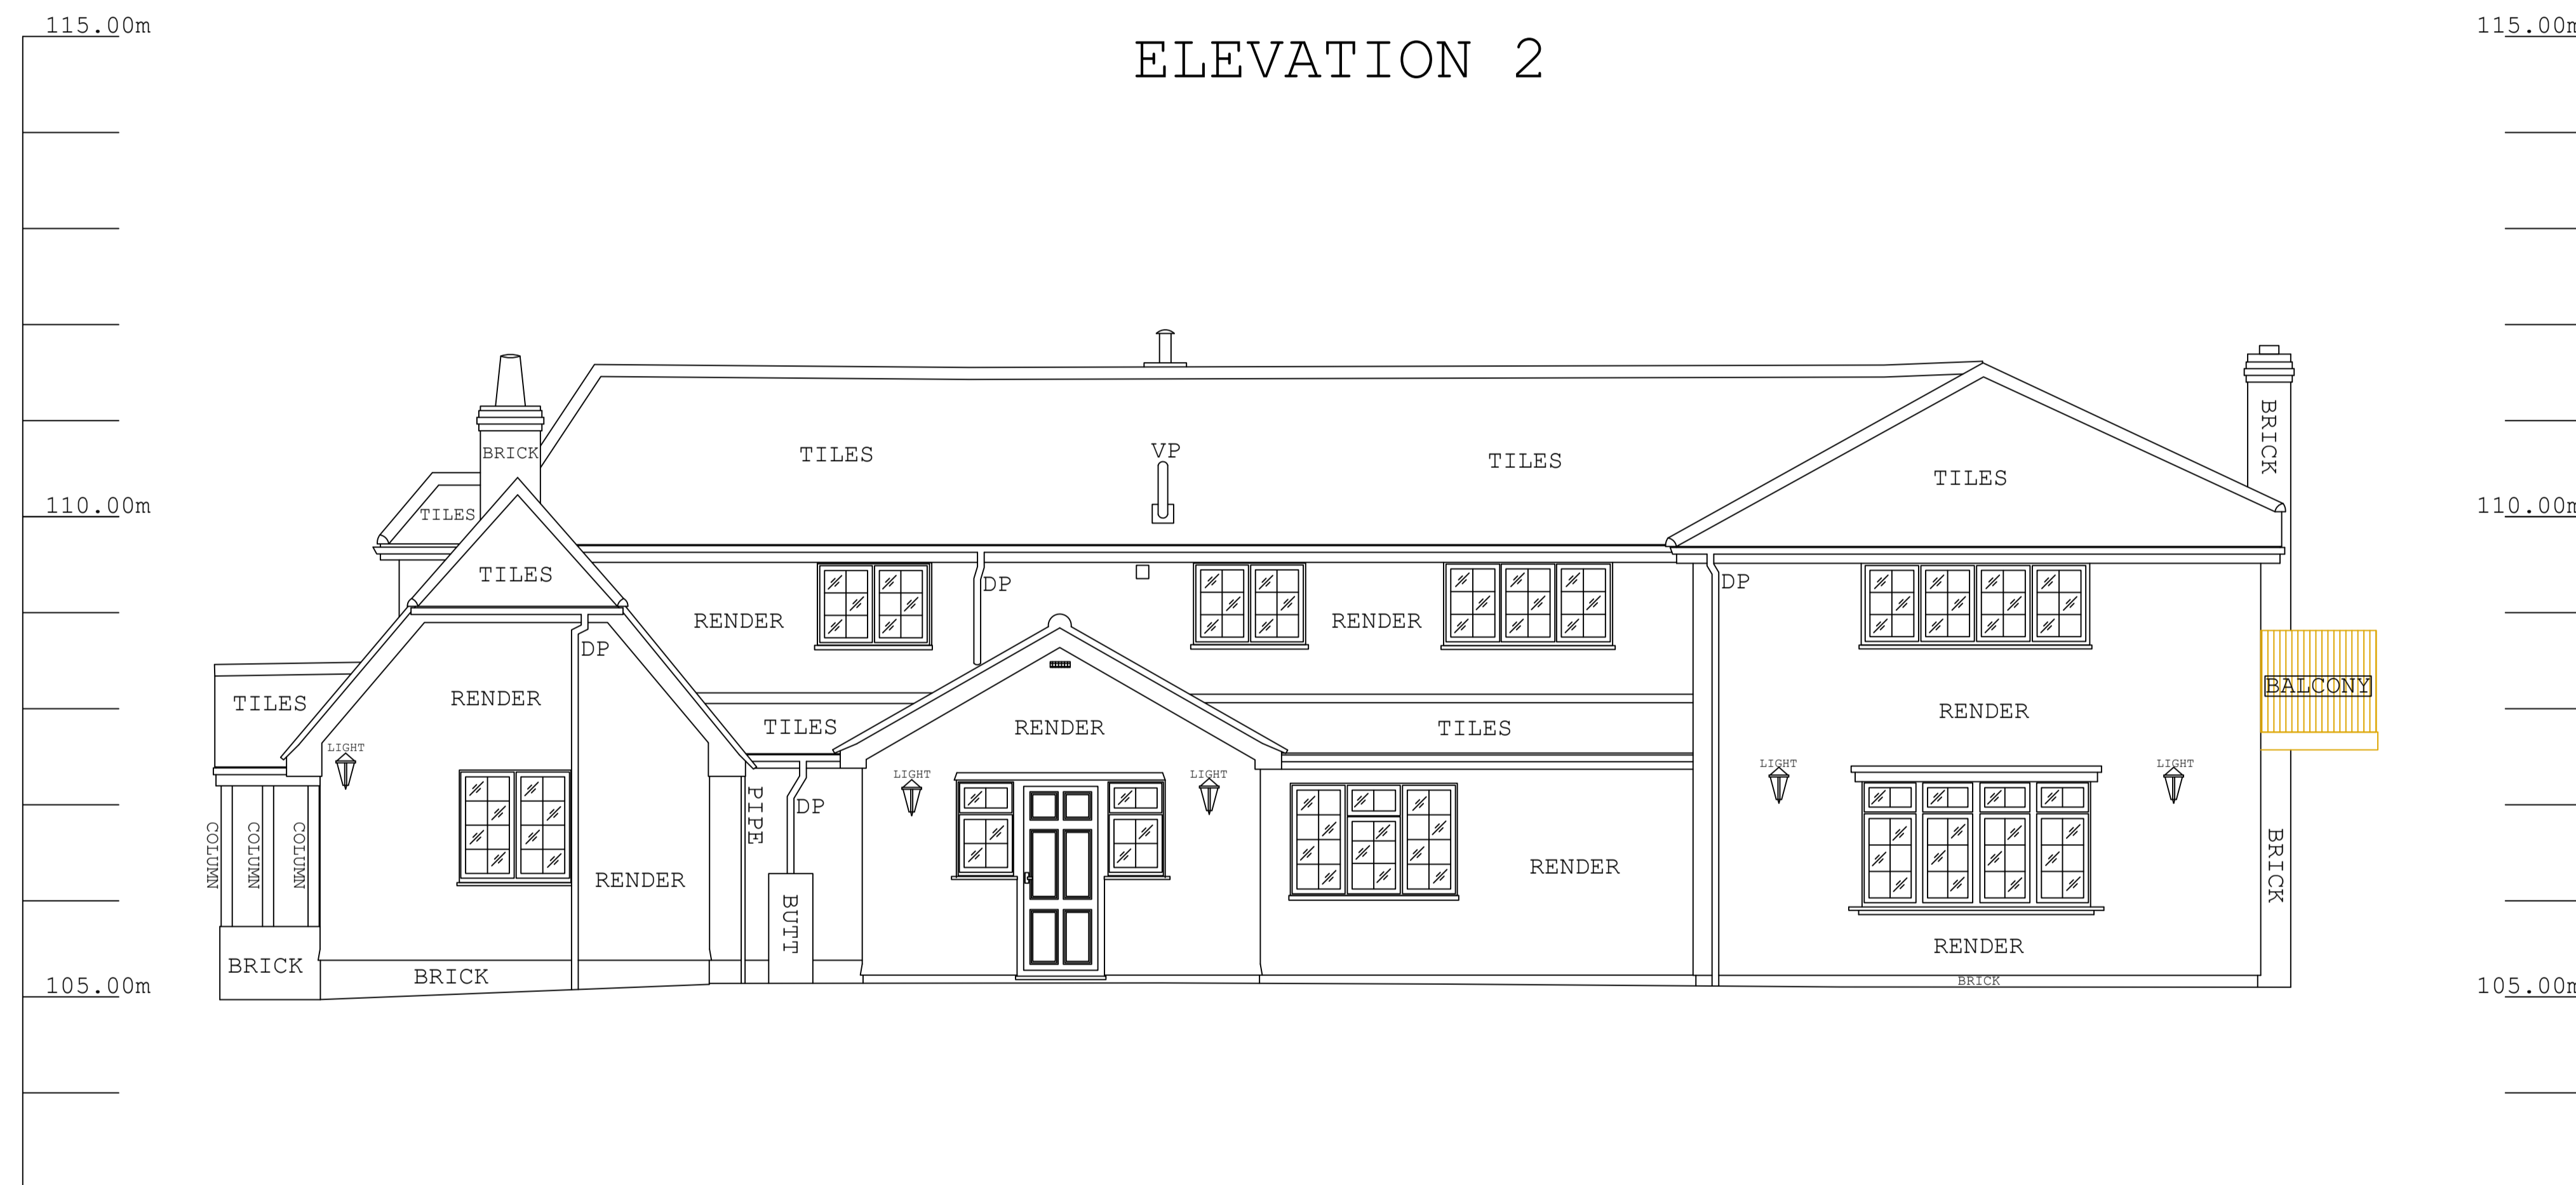 115.00m
115.00m
ELEVATION 2
BRICK
BRICK
TILES
VP
TILES
TILES
110.00m
TILES
110.00m
TILES
DP
DP
RENDER
RENDER
DP
BALCONY
RENDER
TILES
RENDER
TILES
RENDER
TILES
LIGHT
LIGHT
LIGHT
LIGHT
LIGHT
PIPE
DP
COLUMN
COLUMN
COLUMN
RENDER
RENDER
BRICK
BUTT
RENDER
BRICK
BRICK
BRICK
105.00m
105.00m